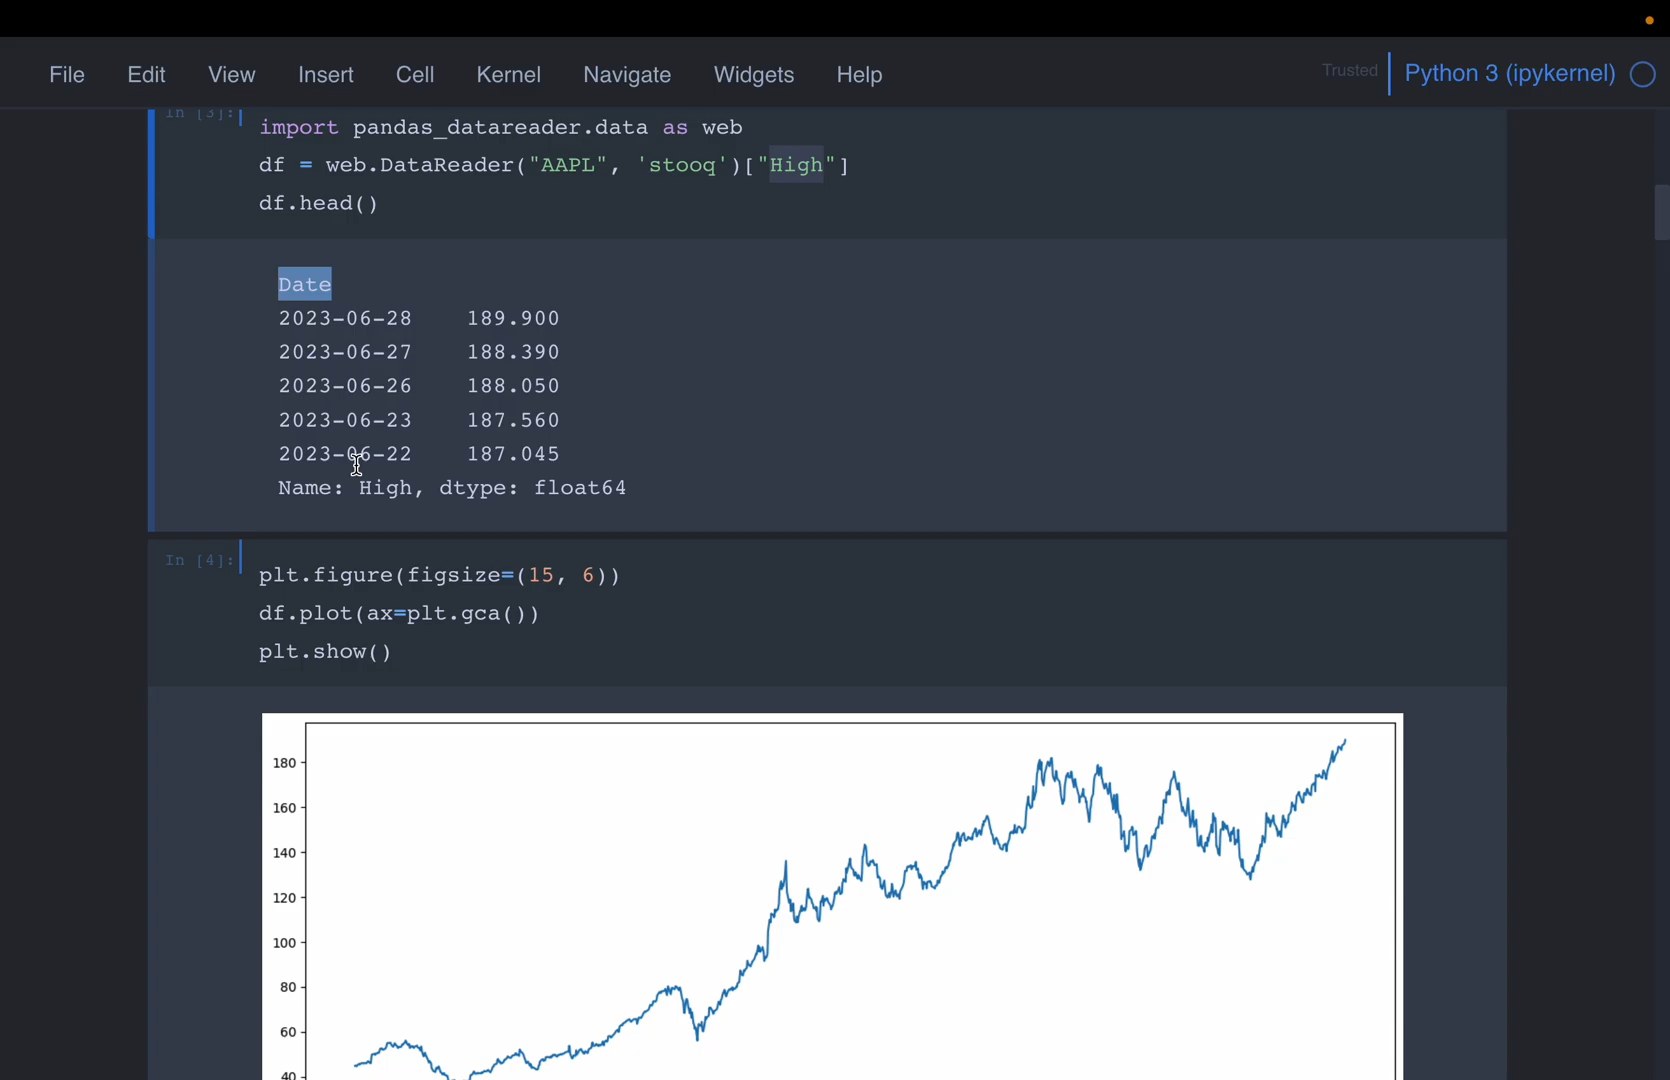 File Edit View Insert Cell Kernel Navigate Widgets Help Trusted Python 3 (ipykernel)
In [3]:
import pandas_datareader.data as web
df = web.DataReader("AAPL", 'stooq')["High"]
df.head()
Date
2023-06-28 189.900
2023-06-27 188.390
2023-06-26 188.050
2023-06-23 187.560
2023-06-22 187.045
Name: High, dtype: float64
In [4]:
plt.figure(figsize=(15, 6))
df.plot(ax=plt.gca())
plt.show()
180
160
140
120
100
80
60
40